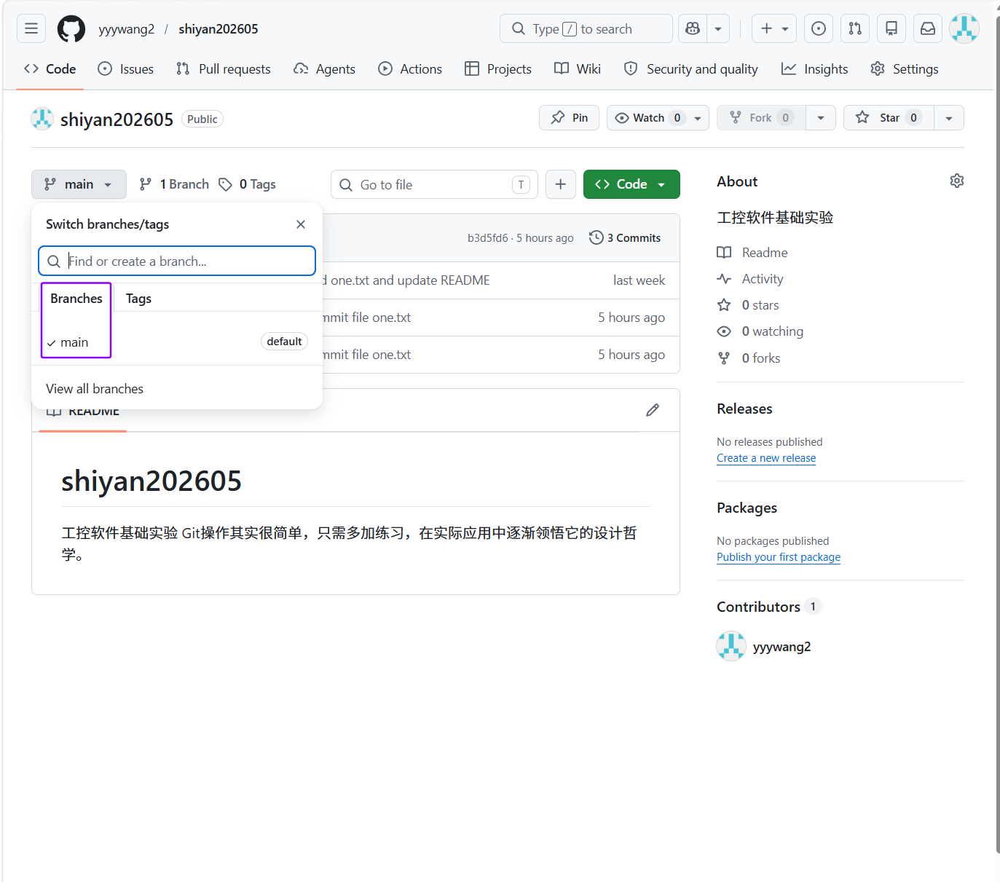 yyywang2 / shiyan202605
Type / to search
Code
Issues
Pull requests
Agents
Actions
Projects
Wiki
Security and quality
Insights
Settings
shiyan202605 Public
Pin
Watch 0
Fork 0
Star 0
main
1 Branch
0 Tags
Go to file T
Code
Switch branches/tags
Find or create a branch...
Branches
Tags
main default
View all branches
b3d5fd6 · 5 hours ago
3 Commits
one.txt and update README last week
file one.txt 5 hours ago
file one.txt 5 hours ago
README
shiyan202605
工控软件基础实验 Git操作其实很简单，只需多加练习，在实际应用中逐渐领悟它的设计哲
学。
About
工控软件基础实验
Readme
Activity
0 stars
0 watching
0 forks
Releases
No releases published
Create a new release
Packages
No packages published
Publish your first package
Contributors 1
yyywang2